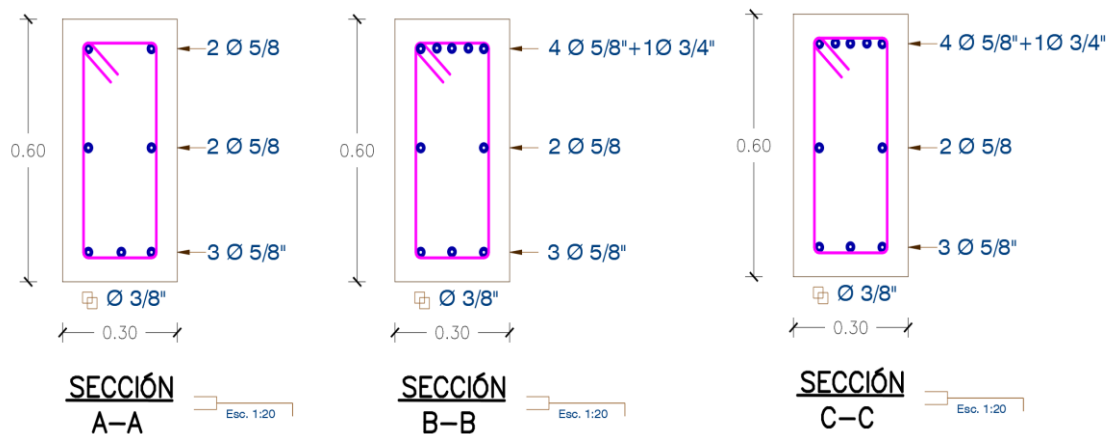 2 Ø 5/8
0.60
2 Ø 5/8
3 Ø 5/8"
Ø 3/8"
0.30
SECCIÓN
A-A
Esc. 1:20
4 Ø 5/8"+1Ø 3/4"
0.60
2 Ø 5/8
3 Ø 5/8"
Ø 3/8"
0.30
SECCIÓN
B-B
Esc. 1:20
4 Ø 5/8"+1Ø 3/4"
0.60
2 Ø 5/8
3 Ø 5/8"
Ø 3/8"
0.30
SECCIÓN
C-C
Esc. 1:20